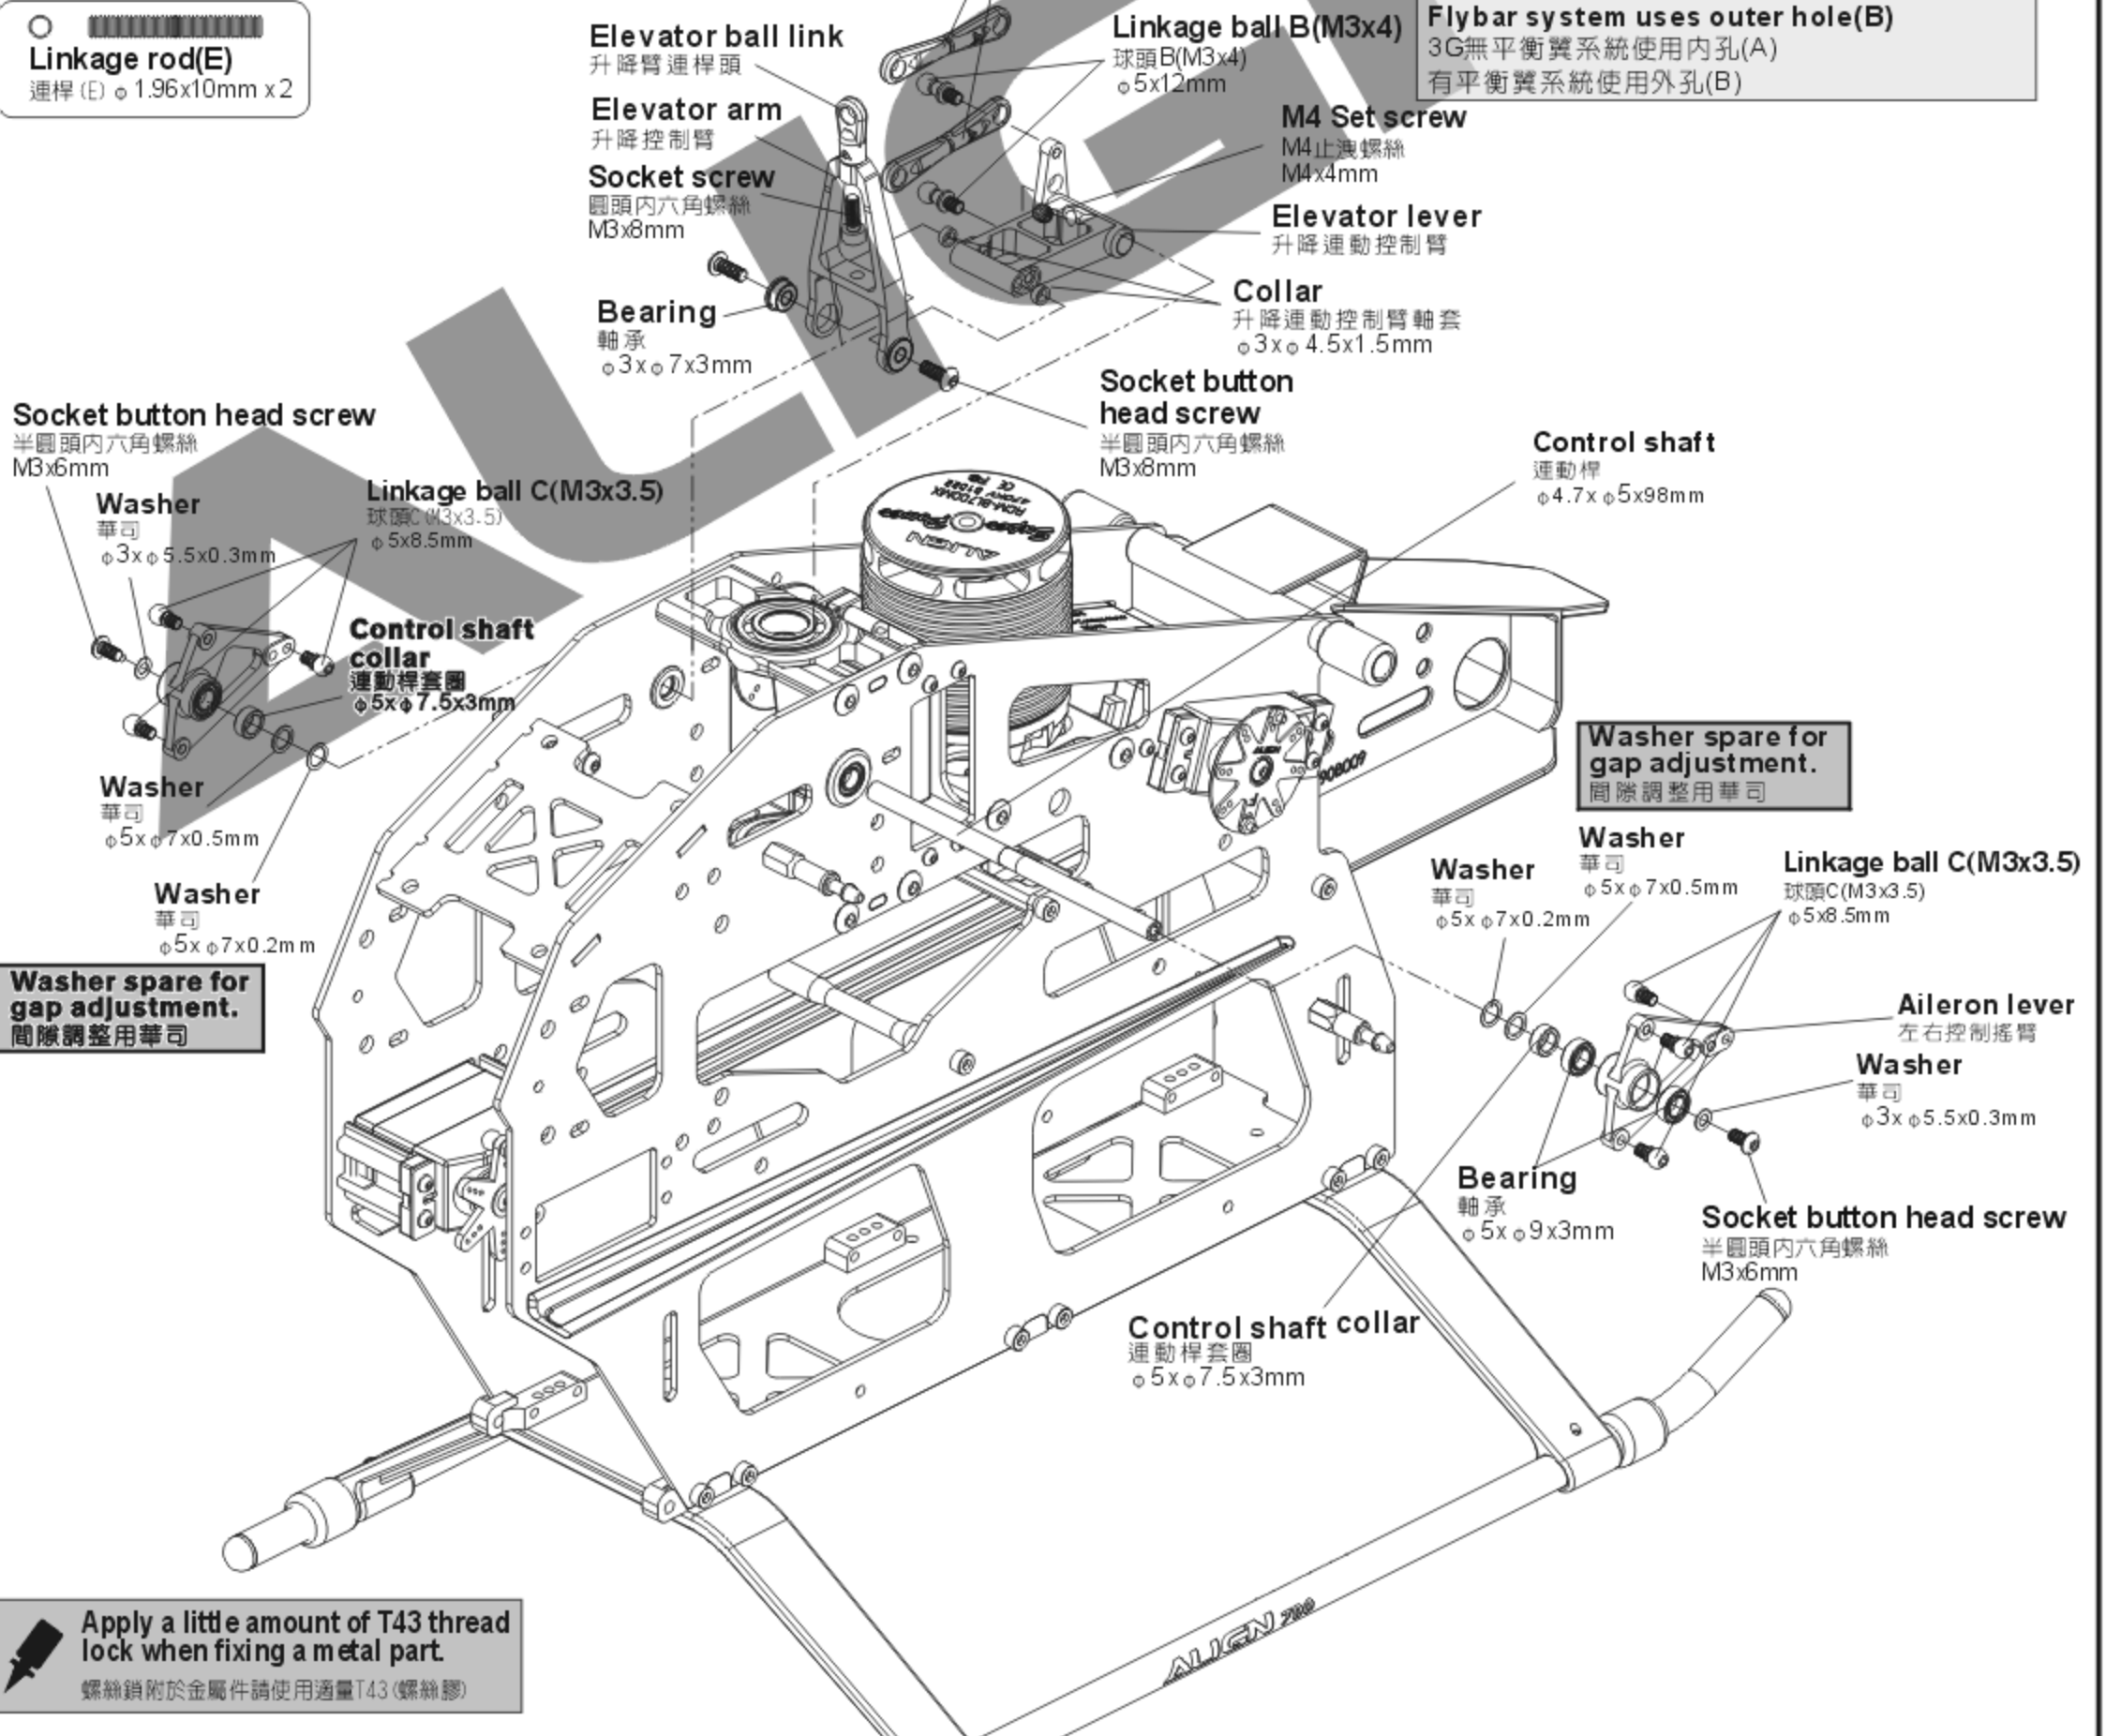 Linkage rod(E)
連桿(E) φ 1.96x10mm x 2
Elevator ball link
升降臂連桿頭
Elevator arm
升降控制臂
Socket screw
圓頭內六角螺絲
M3x8mm
Bearing
軸承
φ3xφ7x3mm
Linkage ball B(M3x4)
球頭B(M3x4)
φ5x12mm
Flybar system uses outer hole(B)
3G無平衡翼系統使用內孔(A)
有平衡翼系統使用外孔(B)
M4 Set screw
M4止洩螺絲
M4x4mm
Elevator lever
升降連動控制臂
Collar
升降連動控制臂軸套
φ3xφ4.5x1.5mm
Socket button
head screw
半圓頭內六角螺絲
M3x8mm
Control shaft
連動桿
φ4.7xφ5x98mm
Socket button head screw
半圓頭內六角螺絲
M3x6mm
Washer
華司
φ3xφ5.5x0.3mm
Linkage ball C(M3x3.5)
球頭C(M3x3.5)
φ5x8.5mm
Control shaft
collar
連動桿套圈
φ5xφ7.5x3mm
Washer
華司
φ5xφ7x0.5mm
Washer
華司
φ5xφ7x0.2mm
Washer spare for
gap adjustment.
間隙調整用華司
ALIGN
Super Power
RCM-BL700MX
470KV
CE
Washer spare for
gap adjustment.
間隙調整用華司
Washer
華司
φ5xφ7x0.5mm
Washer
華司
φ5xφ7x0.2mm
Linkage ball C(M3x3.5)
球頭C(M3x3.5)
φ5x8.5mm
Aileron lever
左右控制搖臂
Washer
華司
φ3xφ5.5x0.3mm
Bearing
軸承
φ5xφ9x3mm
Socket button head screw
半圓頭內六角螺絲
M3x6mm
Control shaft collar
連動桿套圈
φ5xφ7.5x3mm
Apply a little amount of T43 thread
lock when fixing a metal part.
螺絲鎖附於金屬件請使用適量T43(螺絲膠)
ALIGN 700